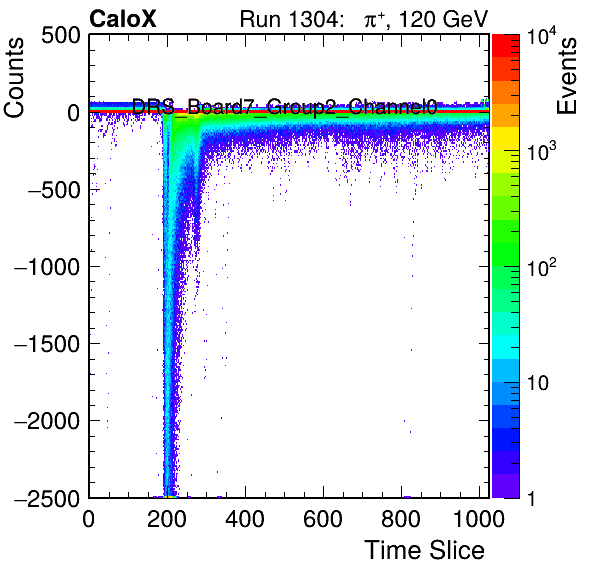 CaloX Run 1304: π⁺, 120 GeV
Counts
Events
500
0
−500
−1000
−1500
−2000
−2500
DRS_Board7_Group2_Channel0
0 200 400 600 800 1000
Time Slice
10⁴
10³
10²
10
1